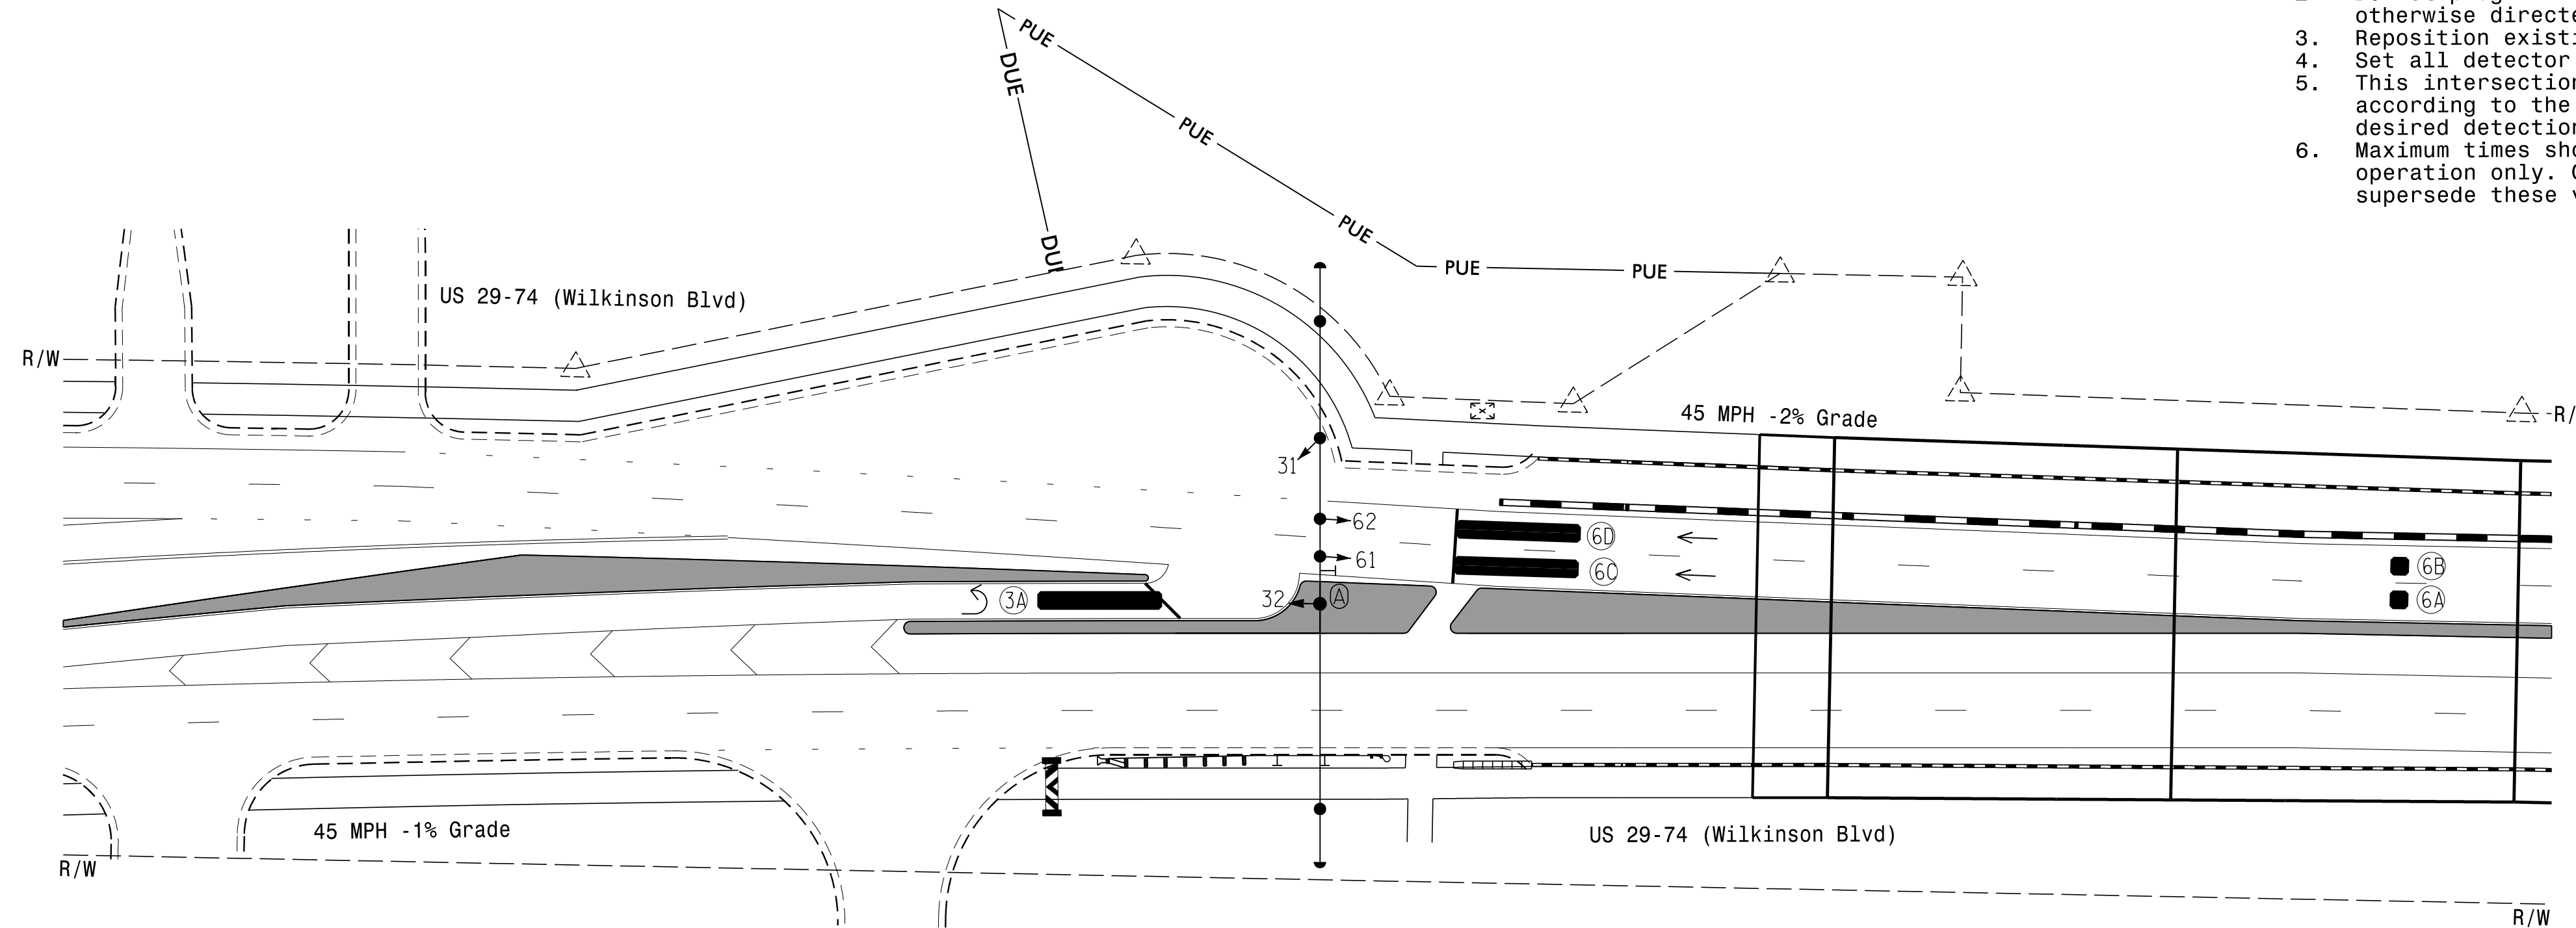 otherwise directe
3. Reposition existi
4. Set all detector
5. This intersection
according to the
desired detection
6. Maximum times sho
operation only.
supersede these
PUE
DUE
PUE
PUE
DUE
PUE
PUE
US 29-74 (Wilkinson Blvd)
R/W
45 MPH -2% Grade
R/
31
62
61
6D
6C
6B
6A
3A
32
A
45 MPH -1% Grade
US 29-74 (Wilkinson Blvd)
R/W
R/W